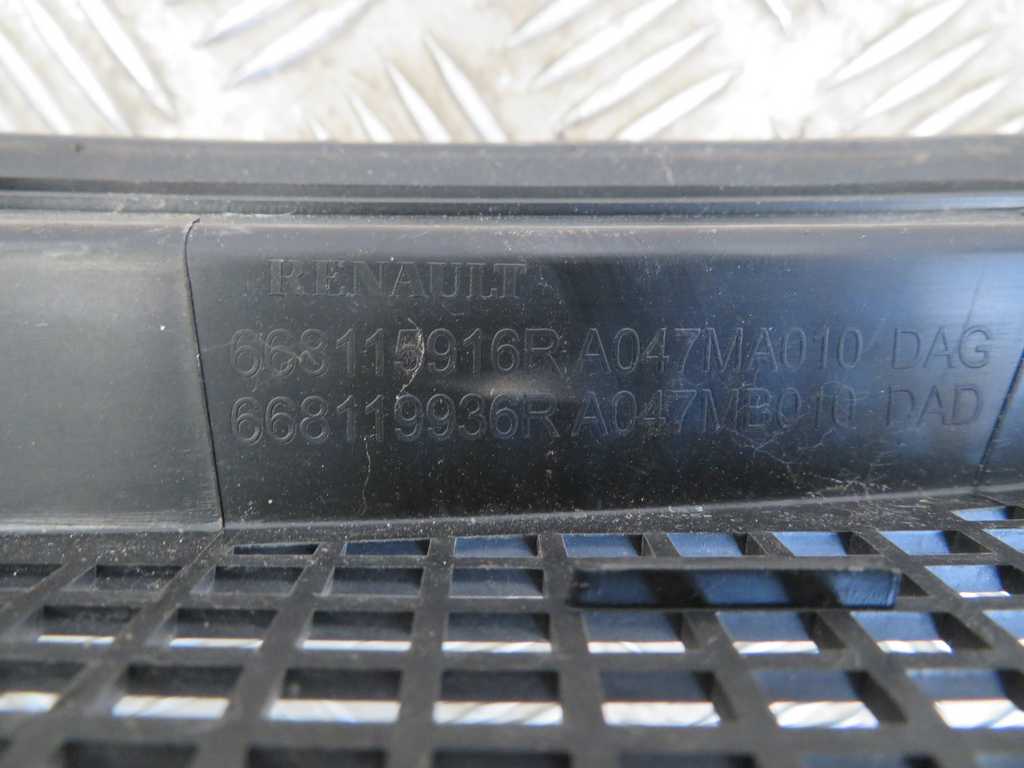 RENAULT
668115916R A047MA010 DAG
668119936R A047MB010 DAD